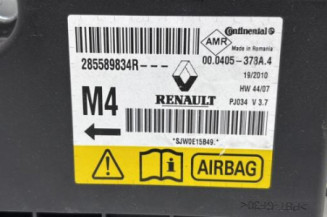 Continental
AMR
Made in Romania
285589834R---
00.0405-373A.4
19/2010
HW 44/07
M4
RENAULT
PJ034 V 3.7
*SJW0E15B49.*
AIRBAG